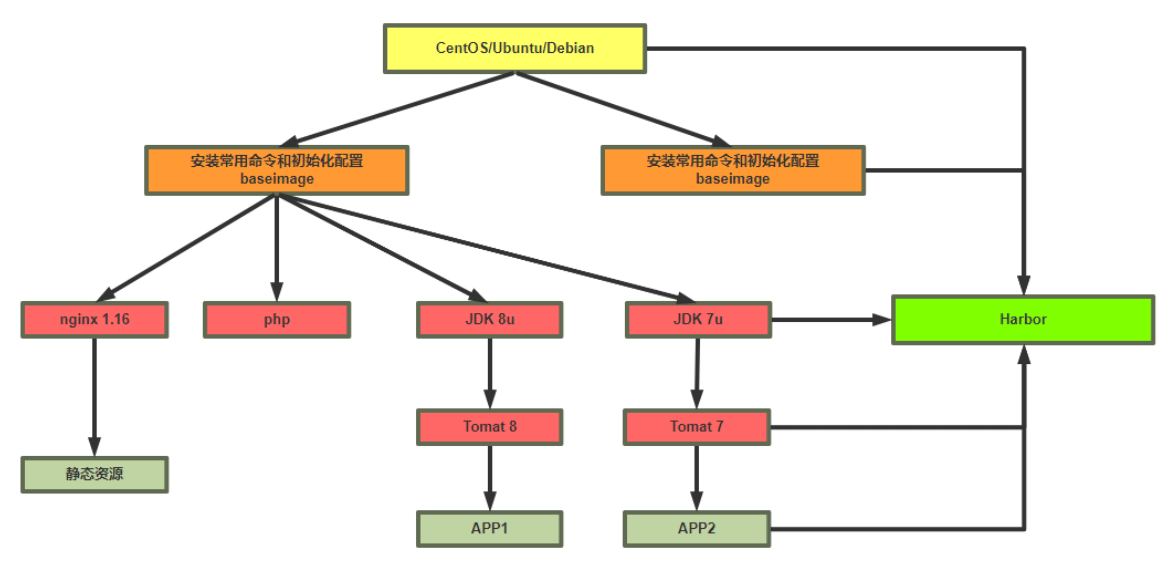 CentOS/Ubuntu/Debian
安装常用命令和初始化配置
baseimage
安装常用命令和初始化配置
baseimage
nginx 1.16
php
JDK 8u
JDK 7u
Harbor
Tomat 8
Tomat 7
静态资源
APP1
APP2